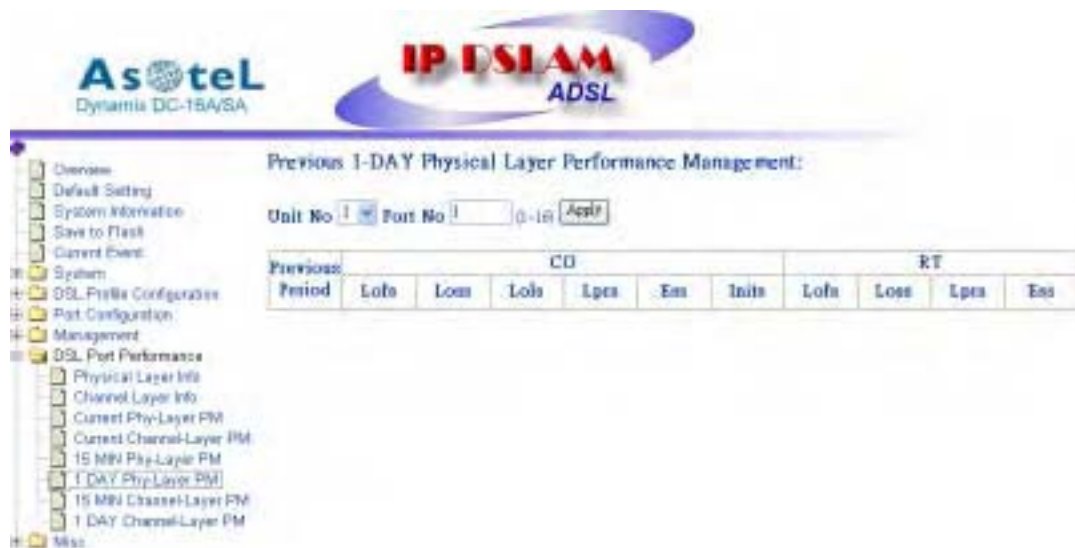 AsoteL
Dynamix DC-16A/SA
IP DSLAM
ADSL
Overview
Default Setting
System Information
Save to Flash
Current Event
System
DSL Profile Configuration
Port Configuration
Management
DSL Port Performance
Physical Layer Info
Channel Layer Info
Current Phy-Layer PM
Current Channel-Layer PM
15 MIN Phy-Layer PM
1 DAY Phy-Layer PM
15 MIN Channel-Layer PM
1 DAY Channel-Layer PM
Misc
Previous 1-DAY Physical Layer Performance Management:
Unit No 1 Port No 1 (1~16) Apply
Previous Period CO RT
Lofs Loss Lols Lprs Ess Inits Lofs Loss Lprs Ess